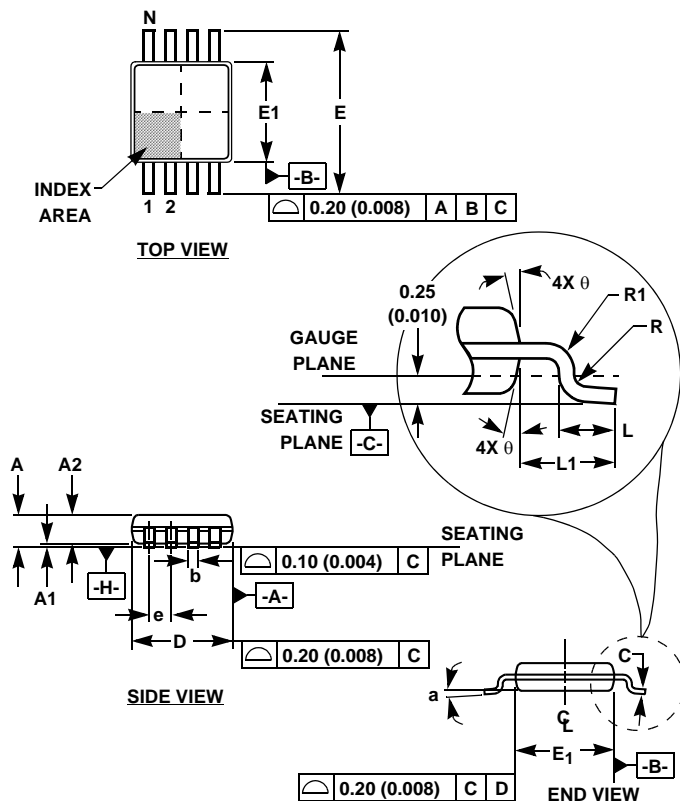 N
E1
E
-B-
INDEX
AREA
1 2
0.20 (0.008) A B C
TOP VIEW
0.25
(0.010)
4X θ
R1
R
GAUGE
PLANE
SEATING
PLANE
-C-
4X θ
L
L1
A
A2
SEATING
PLANE
A1
-H-
b
0.10 (0.004) C
-A-
e
D
0.20 (0.008) C
SIDE VIEW
C
a
CL
E1
-B-
0.20 (0.008) C D
END VIEW